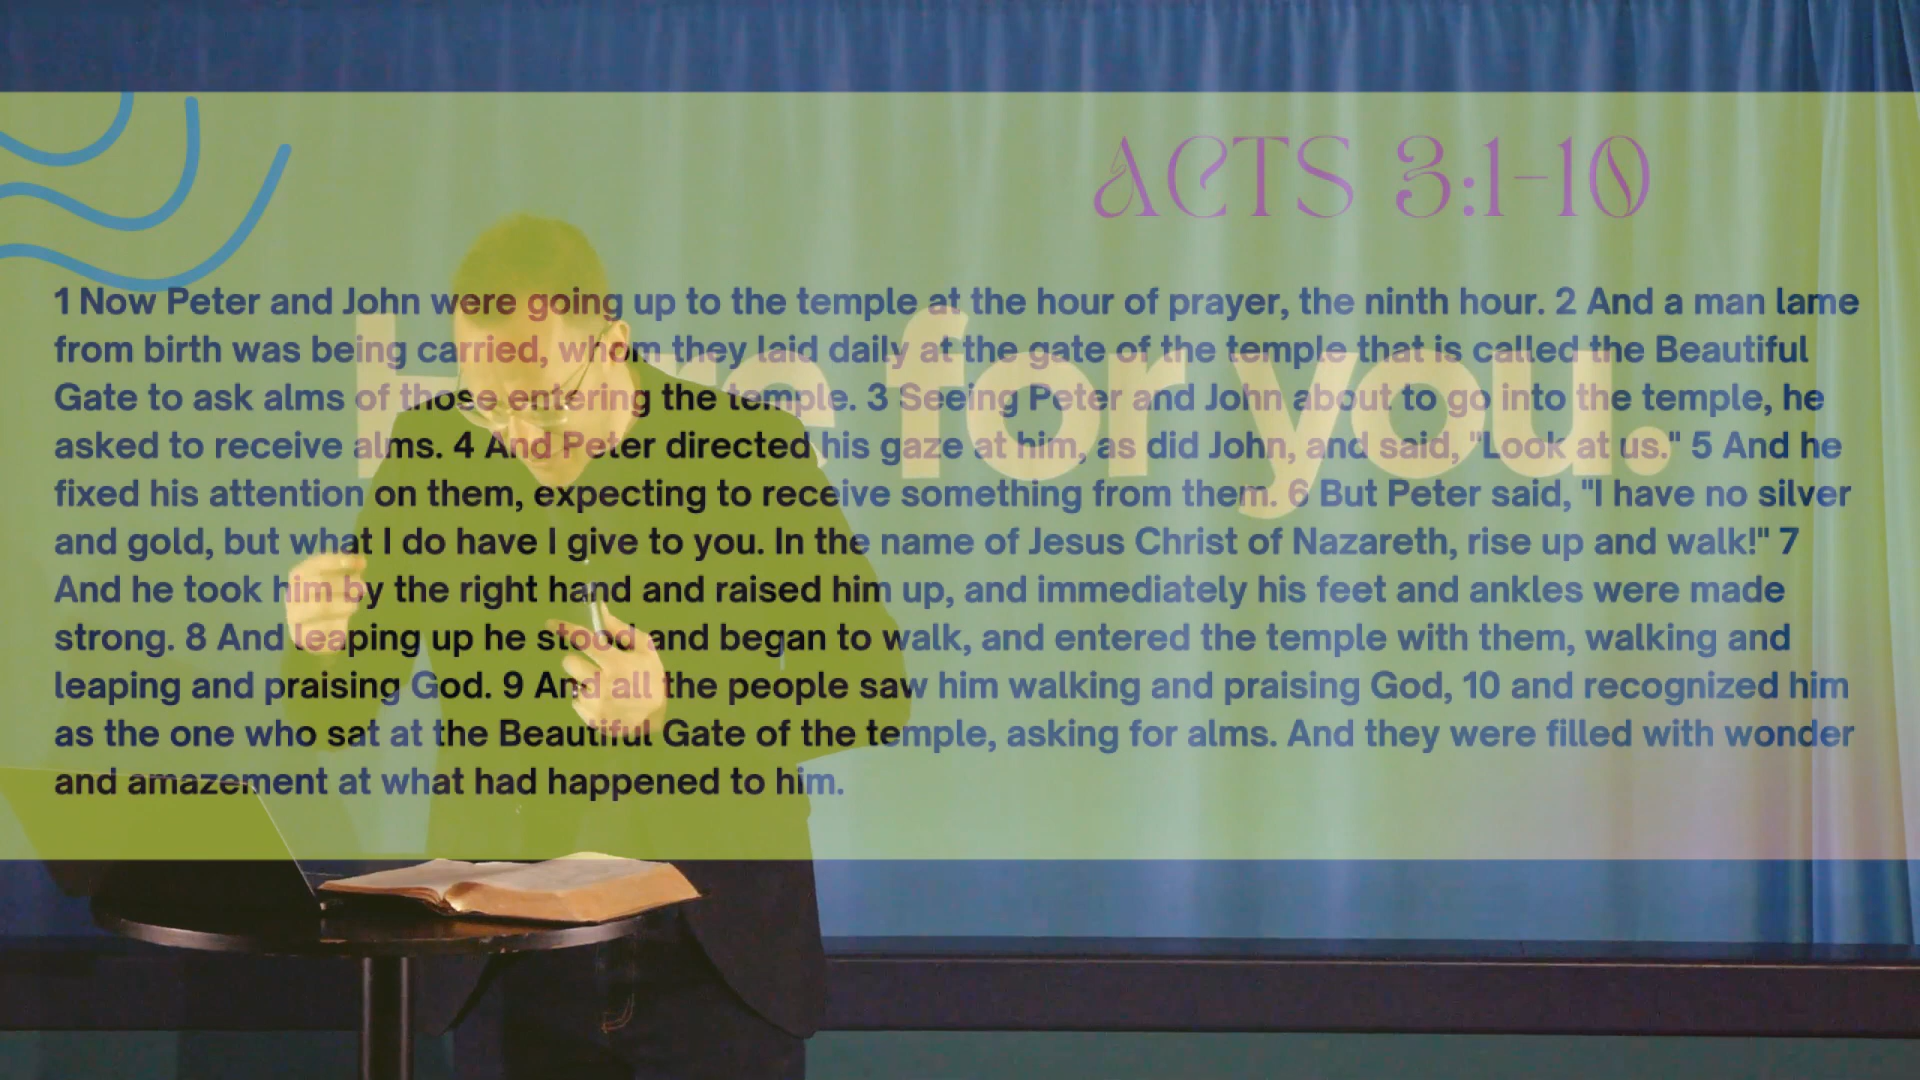 ACTS 3:1-10
1 Now Peter and John were going up to the temple at the hour of prayer, the ninth hour. 2 And a man lame
from birth was being carried, whom they laid daily at the gate of the temple that is called the Beautiful
Gate to ask alms of those entering the temple. 3 Seeing Peter and John about to go into the temple, he
asked to receive alms. 4 And Peter directed his gaze at him, as did John, and said, "Look at us." 5 And he
fixed his attention on them, expecting to receive something from them. 6 But Peter said, "I have no silver
and gold, but what I do have I give to you. In the name of Jesus Christ of Nazareth, rise up and walk!" 7
And he took him by the right hand and raised him up, and immediately his feet and ankles were made
strong. 8 And leaping up he stood and began to walk, and entered the temple with them, walking and
leaping and praising God. 9 And all the people saw him walking and praising God, 10 and recognized him
as the one who sat at the Beautiful Gate of the temple, asking for alms. And they were filled with wonder
and amazement at what had happened to him.
Here for you.